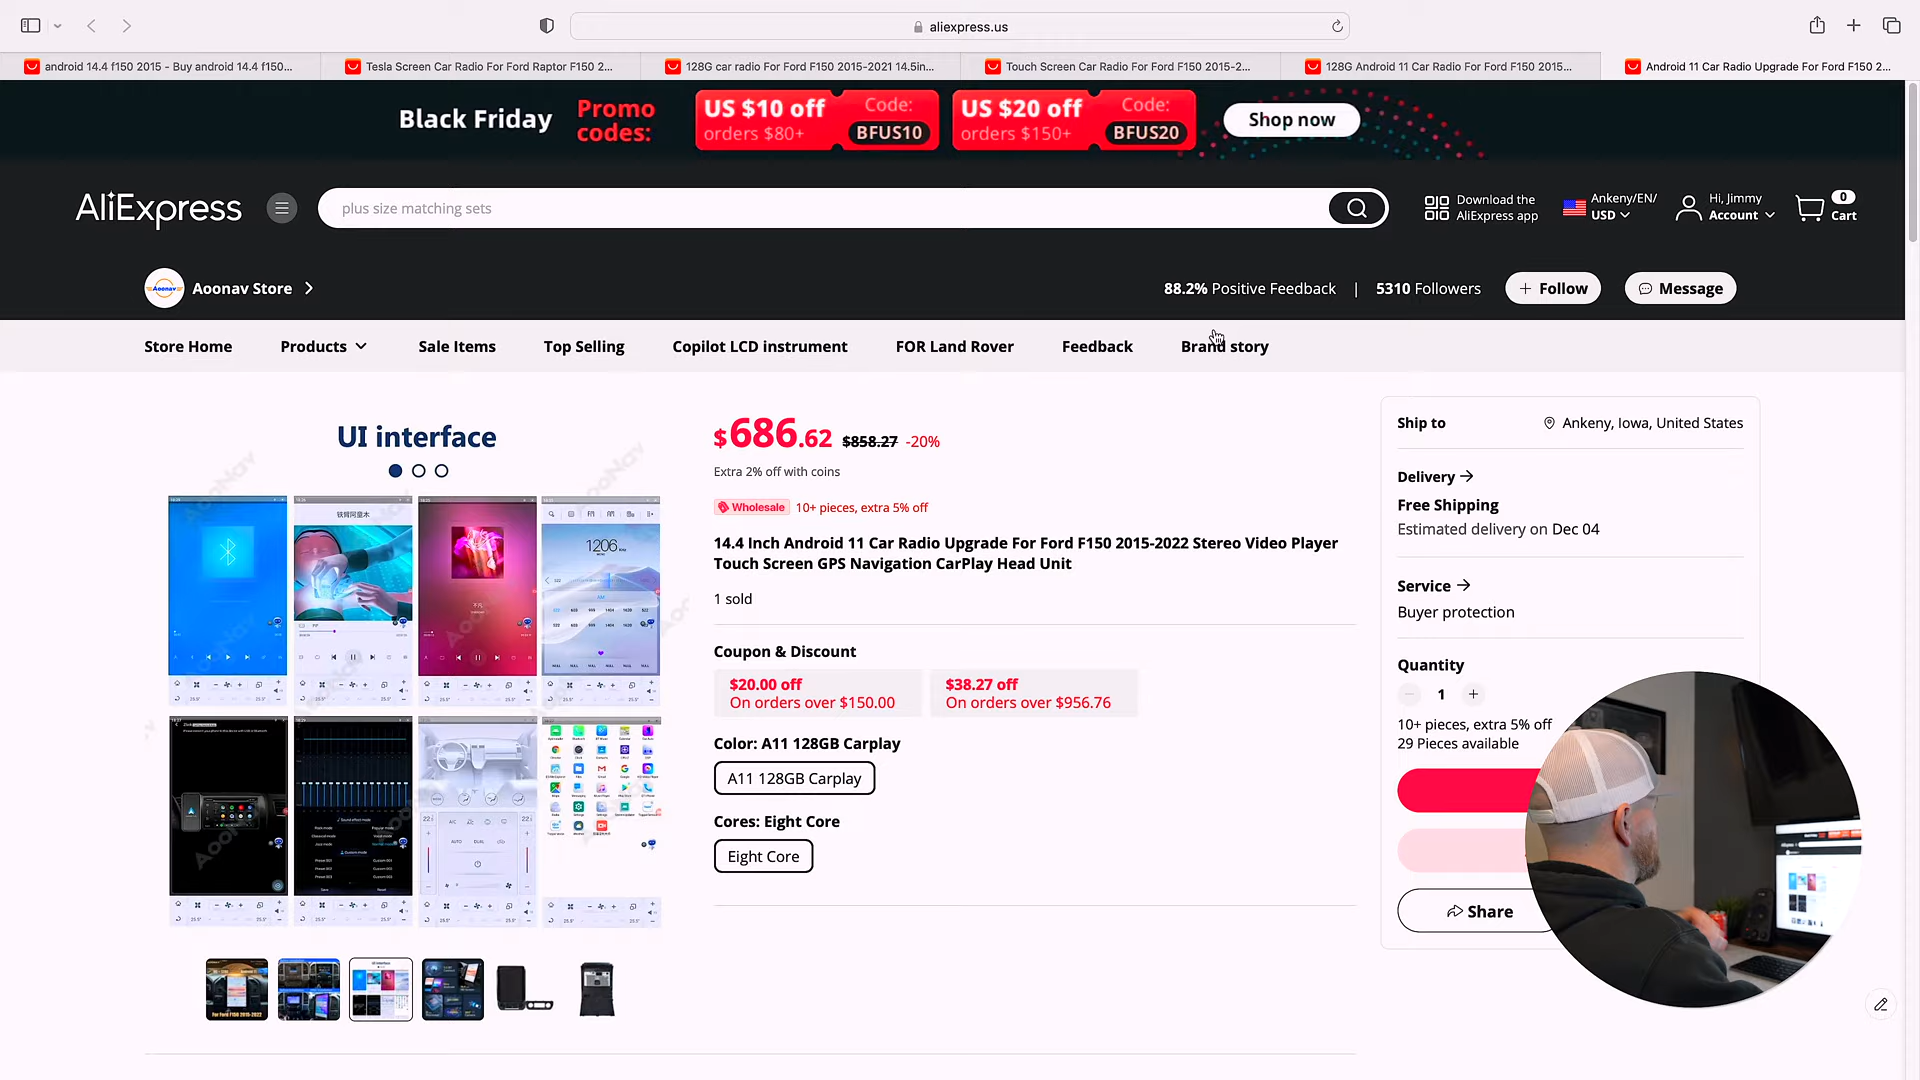 aliexpress.us
android 14.4 f150 2015 - Buy android 14.4 f150...
Tesla Screen Car Radio For Ford Raptor F150 2...
128G car radio For Ford F150 2015-2021 14.5in...
Touch Screen Car Radio For Ford F150 2015-2...
128G Android 11 Car Radio For Ford F150 2015...
Android 11 Car Radio Upgrade For Ford F150 2...
Black Friday
Promo
codes:
US $10 off
orders $80+
Code:
BFUS10
US $20 off
orders $150+
Code:
BFUS20
Shop now
AliExpress
plus size matching sets
Download the
AliExpress app
Ankeny/EN/
USD
Hi, Jimmy
Account
0
Cart
Aoonav
Aoonav Store
88.2% Positive Feedback | 5310 Followers
+ Follow
Message
Store Home
Products
Sale Items
Top Selling
Copilot LCD instrument
FOR Land Rover
Feedback
Brand story
UI interface
AooNav
1206
$686.62 $858.27 -20%
Extra 2% off with coins
Wholesale 10+ pieces, extra 5% off
14.4 Inch Android 11 Car Radio Upgrade For Ford F150 2015-2022 Stereo Video Player
Touch Screen GPS Navigation CarPlay Head Unit
1 sold
Coupon & Discount
$20.00 off
On orders over $150.00
$38.27 off
On orders over $956.76
Color: A11 128GB Carplay
A11 128GB Carplay
Cores: Eight Core
Eight Core
Ship to
Ankeny, Iowa, United States
Delivery
Free Shipping
Estimated delivery on Dec 04
Service
Buyer protection
Quantity
1
10+ pieces, extra 5% off
29 Pieces available
Share
For Ford F150 2015-2022